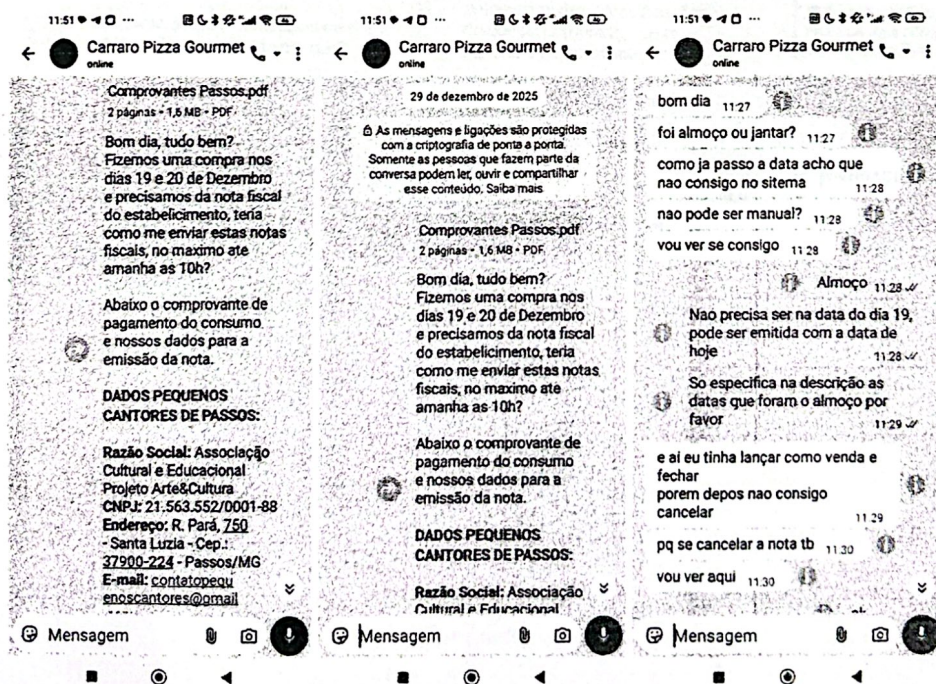 11:51
Carraro Pizza Gourmet
online
Comprovantes Passos.pdf
2 páginas • 1,6 MB • PDF
Bom dia, tudo bem?
Fizemos uma compra nos
dias 19 e 20 de Dezembro
e precisamos da nota fiscal
do estabelicimento, teria
como me enviar estas notas
fiscais, no maximo ate
amanha as 10h?
Abaixo o comprovante de
pagamento do consumo
e nossos dados para a
emissão da nota.
DADOS PEQUENOS
CANTORES DE PASSOS:
Razão Social: Associação
Cultural e Educacional
Projeto Arte&Cultura
CNPJ: 21.563.552/0001-88
Endereço: R. Pará, 750
- Santa Luzia - Cep.:
37900-224 - Passos/MG
E-mail: contatopequ
enoscantores@gmail
Mensagem
11:51
Carraro Pizza Gourmet
online
29 de dezembro de 2025
As mensagens e ligações são protegidas
com a criptografia de ponta a ponta.
Somente as pessoas que fazem parte da
conversa podem ler, ouvir e compartilhar
esse conteúdo. Saiba mais
Comprovantes Passos.pdf
2 páginas • 1,6 MB • PDF
Bom dia, tudo bem?
Fizemos uma compra nos
dias 19 e 20 de Dezembro
e precisamos da nota fiscal
do estabelicimento, teria
como me enviar estas notas
fiscais, no maximo ate
amanha as 10h?
Abaixo o comprovante de
pagamento do consumo
e nossos dados para a
emissão da nota.
DADOS PEQUENOS
CANTORES DE PASSOS:
Razão Social: Associação
Cultural e Educacional
Mensagem
11:51
Carraro Pizza Gourmet
online
bom dia 11:27
foi almoço ou jantar? 11:27
como ja passo a data acho que
nao consigo no sitema 11:28
nao pode ser manual? 11:28
vou ver se consigo 11:28
Almoço 11:28
Nao precisa ser na data do dia 19,
pode ser emitida com a data de
hoje 11:28
So especifica na descrição as
datas que foram o almoço por
favor 11:29
e ai eu tinha lançar como venda e
fechar
porem depos nao consigo
cancelar 11:29
pq se cancelar a nota tb 11:30
vou ver aqui 11:30
ok
Mensagem